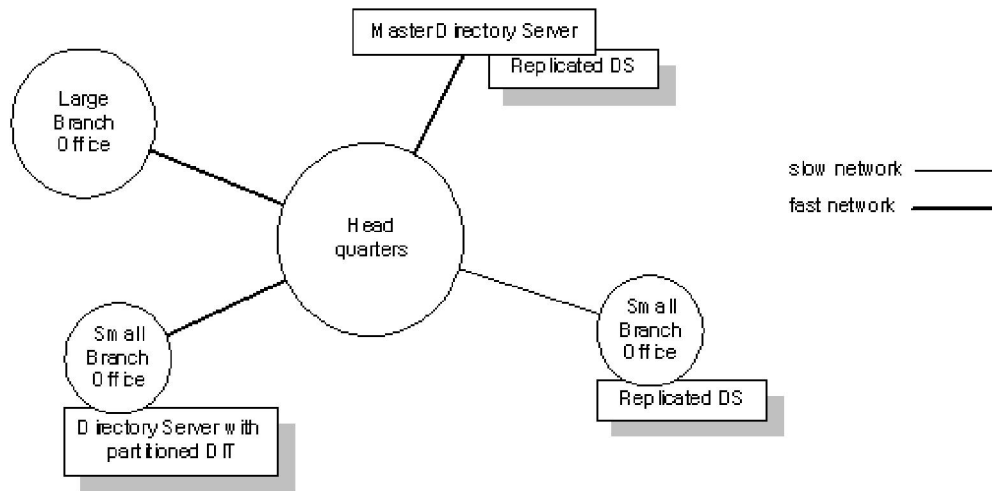 Master Directory Server
Replicated DS
Large
Branch
Office
slow network
fast network
Head
quarters
Small
Branch
Office
Replicated DS
Small
Branch
Office
Directory Server with
partitioned DIT